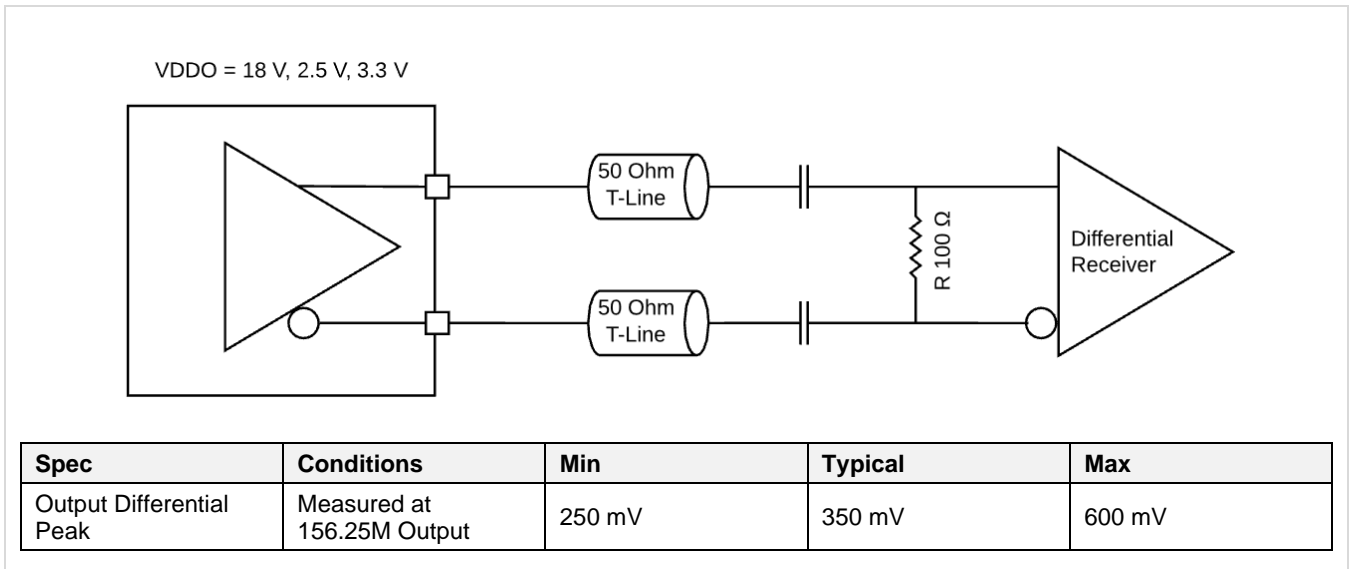 VDDO = 18 V, 2.5 V, 3.3 V
50 Ohm
T-Line
R 100 Ω
Differential
Receiver
50 Ohm
T-Line
Spec Conditions Min Typical Max
Output Differential
Peak
Measured at
156.25M Output
250 mV 350 mV 600 mV